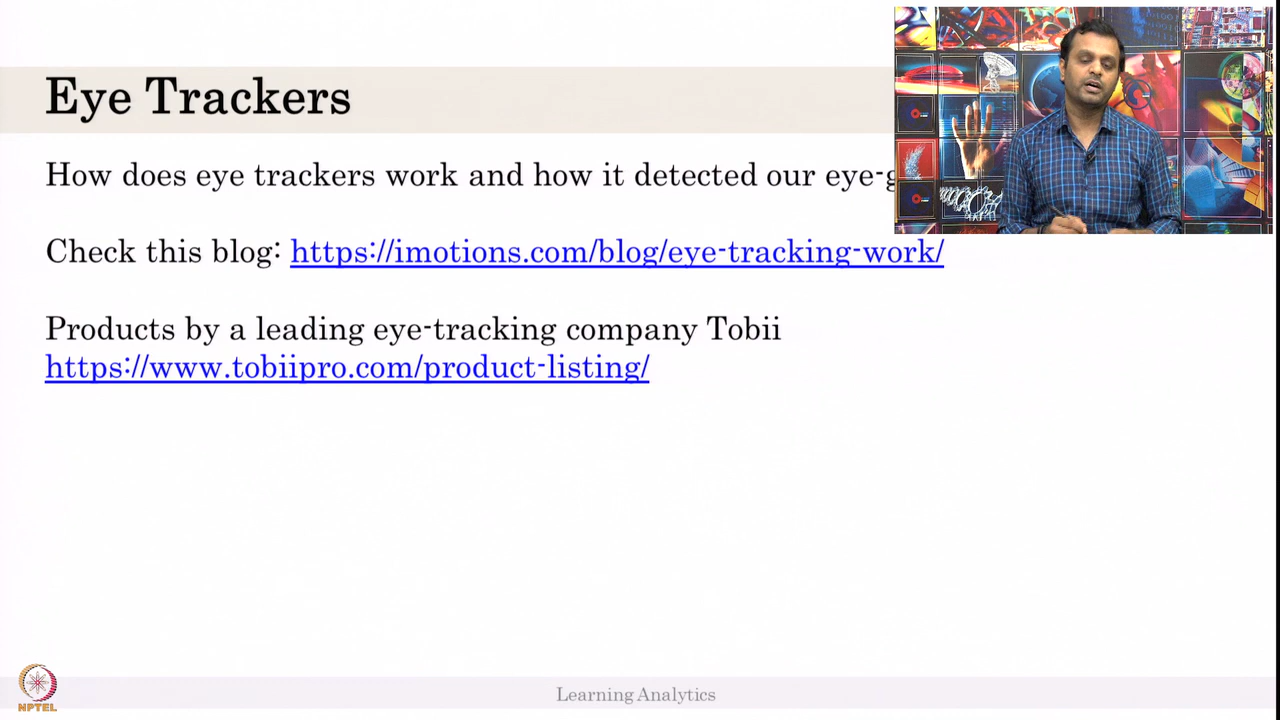 Eye Trackers
How does eye trackers work and how it detected our
Check this blog: https://imotions.com/blog/eye-tracking-work/
Products by a leading eye-tracking company Tobii
https://www.tobiipro.com/product-listing/
Learning Analytics
NPTEL